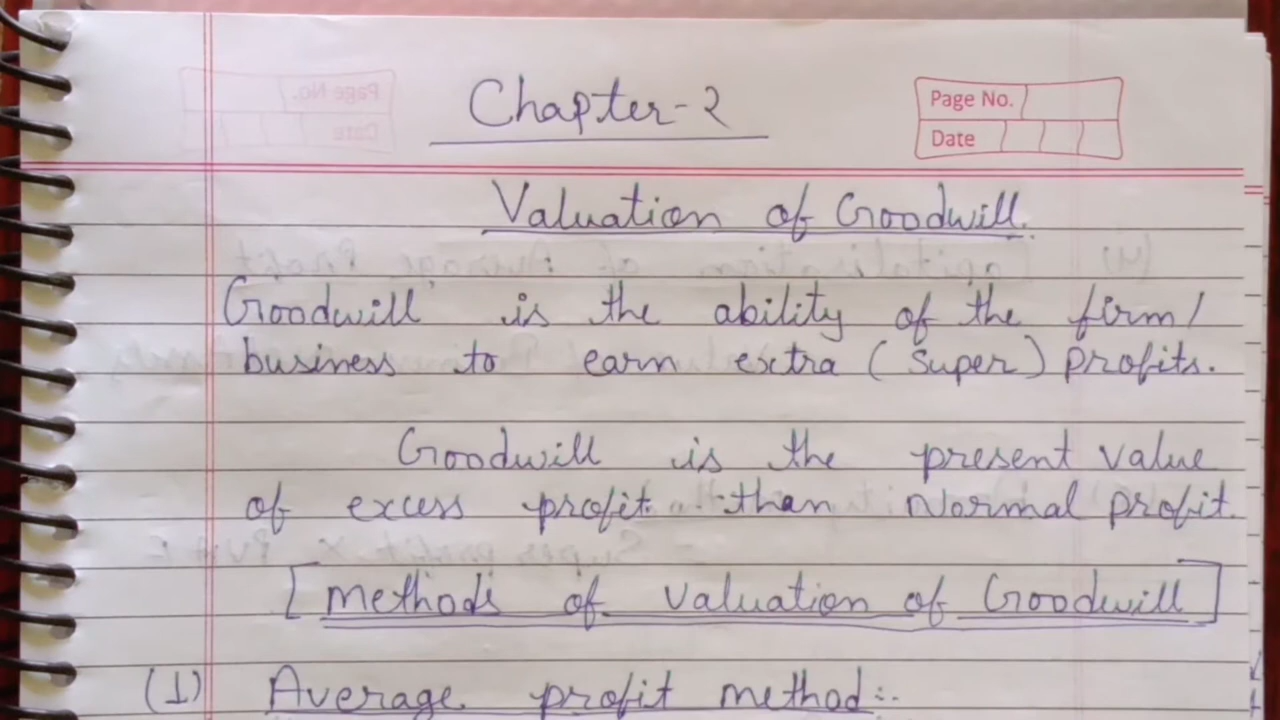 Chapter-2
Page No.
Date
Valuation of Goodwill.
Goodwill is the ability of the firm/
business to earn extra (super) profits.
Goodwill is the present value
of excess profit than Normal profit.
[methods of valuation of Goodwill]
(1) Average profit method:-